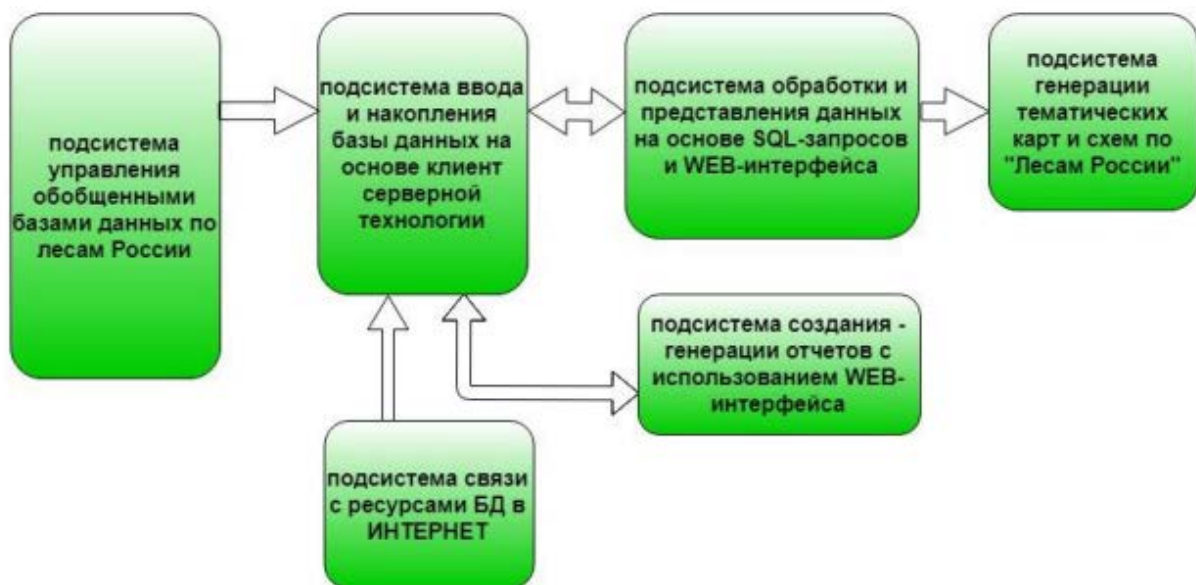 подсистема
управления
обобщенными
базами данных по
лесам России
подсистема ввода
и накопления
базы данных на
основе клиент
серверной
технологии
подсистема обработки и
представления данных
на основе SQL-запросов
и WEB-интерфейса
подсистема
генерации
тематических
карт и схем по
"Лесам России"
подсистема создания -
генерации отчетов с
использованием WEB-
интерфейса
подсистема связи
с ресурсами БД в
ИНТЕРНЕТ